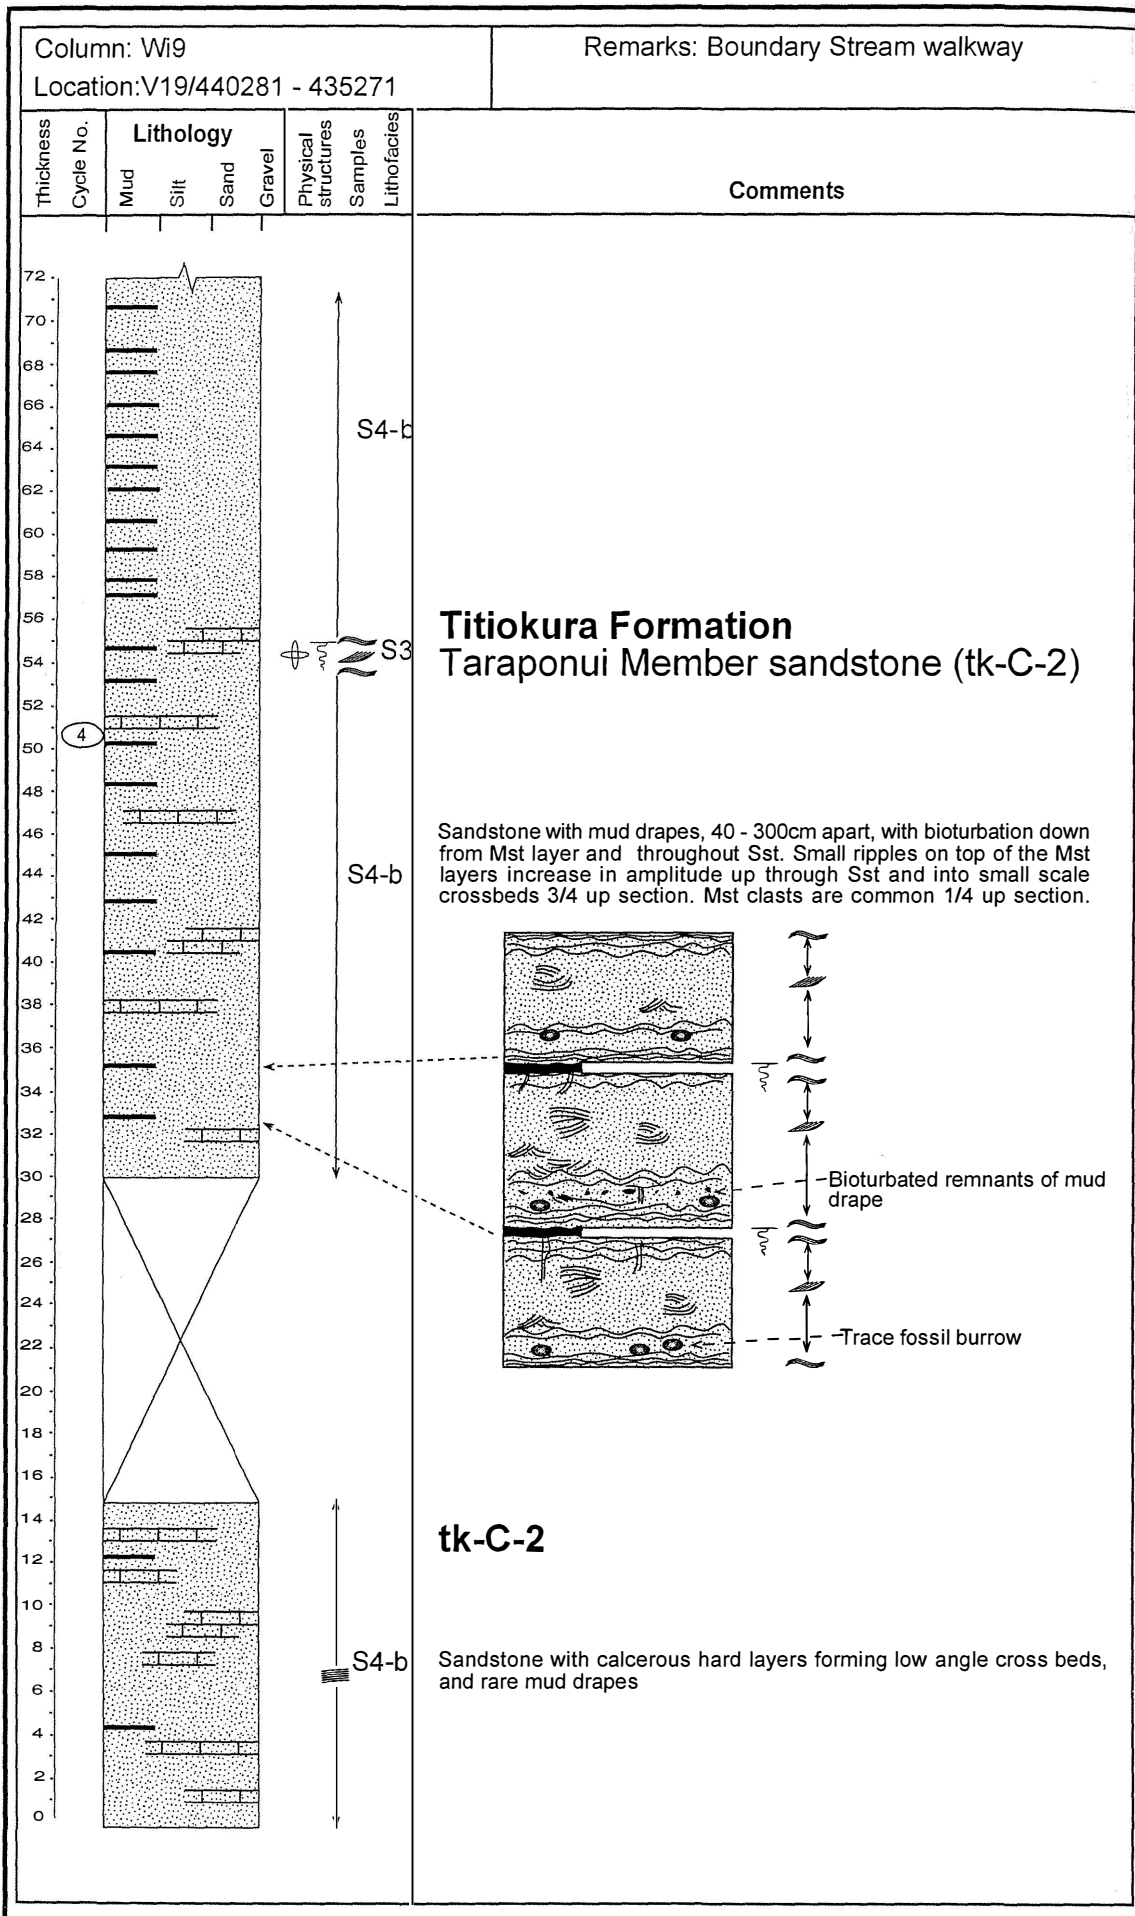 Column: Wi9
Location:V19/440281 - 435271
Remarks: Boundary Stream walkway
Thickness
Cycle No.
Lithology
Mud
Silt
Sand
Gravel
Physical
structures
Samples
Lithofacies
Comments
72
70
68
66
64
62
60
58
56
54
52
50
48
46
44
42
40
38
36
34
32
30
28
26
24
22
20
18
16
14
12
10
8
6
4
2
0
4
S4-b
S3
S4-b
S4-b
Titiokura Formation
Taraponui Member sandstone (tk-C-2)
Sandstone with mud drapes, 40 - 300cm apart, with bioturbation down
from Mst layer and throughout Sst. Small ripples on top of the Mst
layers increase in amplitude up through Sst and into small scale
crossbeds 3/4 up section. Mst clasts are common 1/4 up section.
Bioturbated remnants of mud
drape
Trace fossil burrow
tk-C-2
Sandstone with calcerous hard layers forming low angle cross beds,
and rare mud drapes